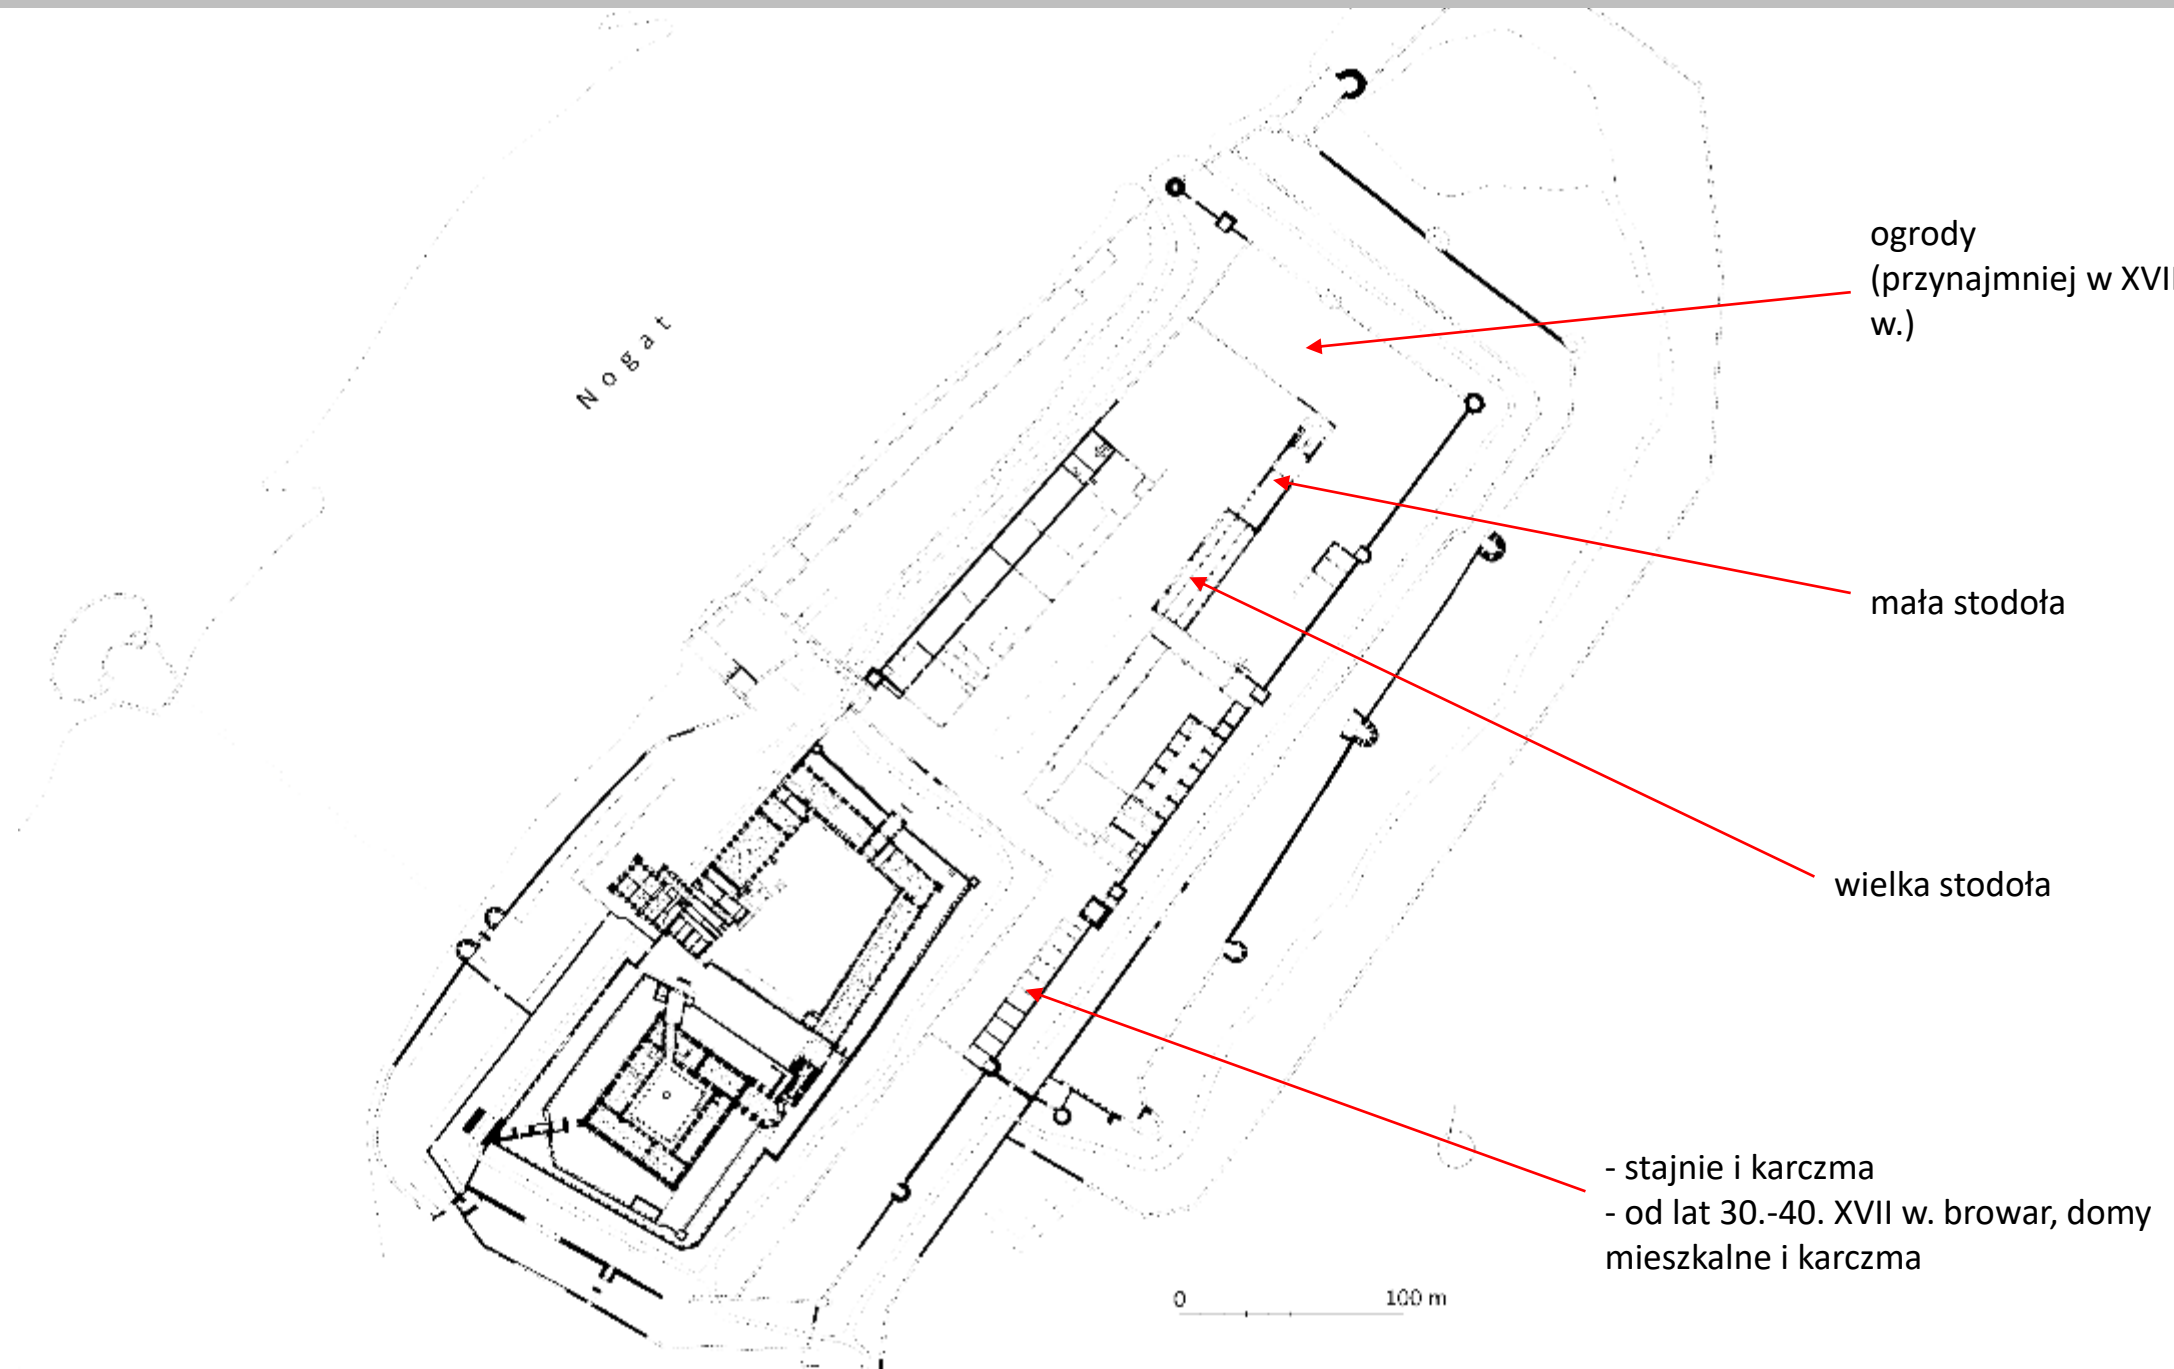 ogrody
(przynajmniej w XVII
w.)
Nogat
mała stodoła
wielka stodoła
- stajnie i karczma
- od lat 30.-40. XVII w. browar, domy
mieszkalne i karczma
0 100 m